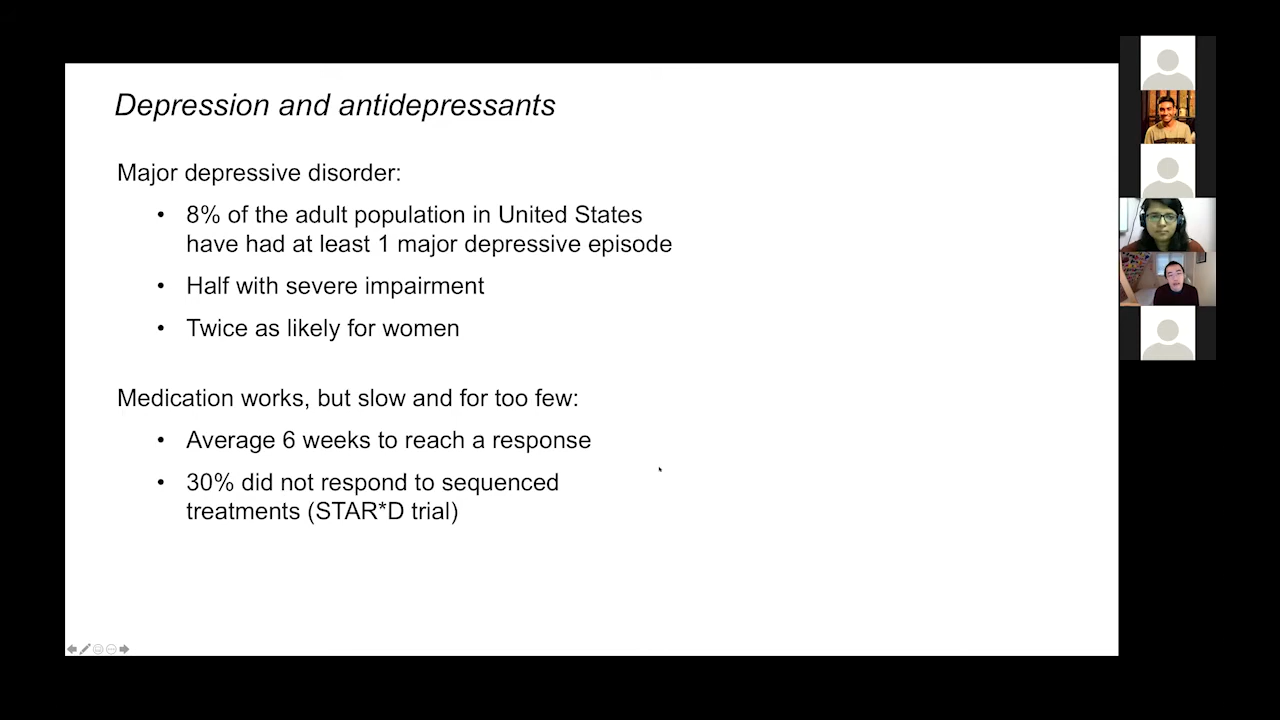 Depression and antidepressants
Major depressive disorder:
• 8% of the adult population in United States
have had at least 1 major depressive episode
• Half with severe impairment
• Twice as likely for women
Medication works, but slow and for too few:
• Average 6 weeks to reach a response
• 30% did not respond to sequenced
treatments (STAR*D trial)